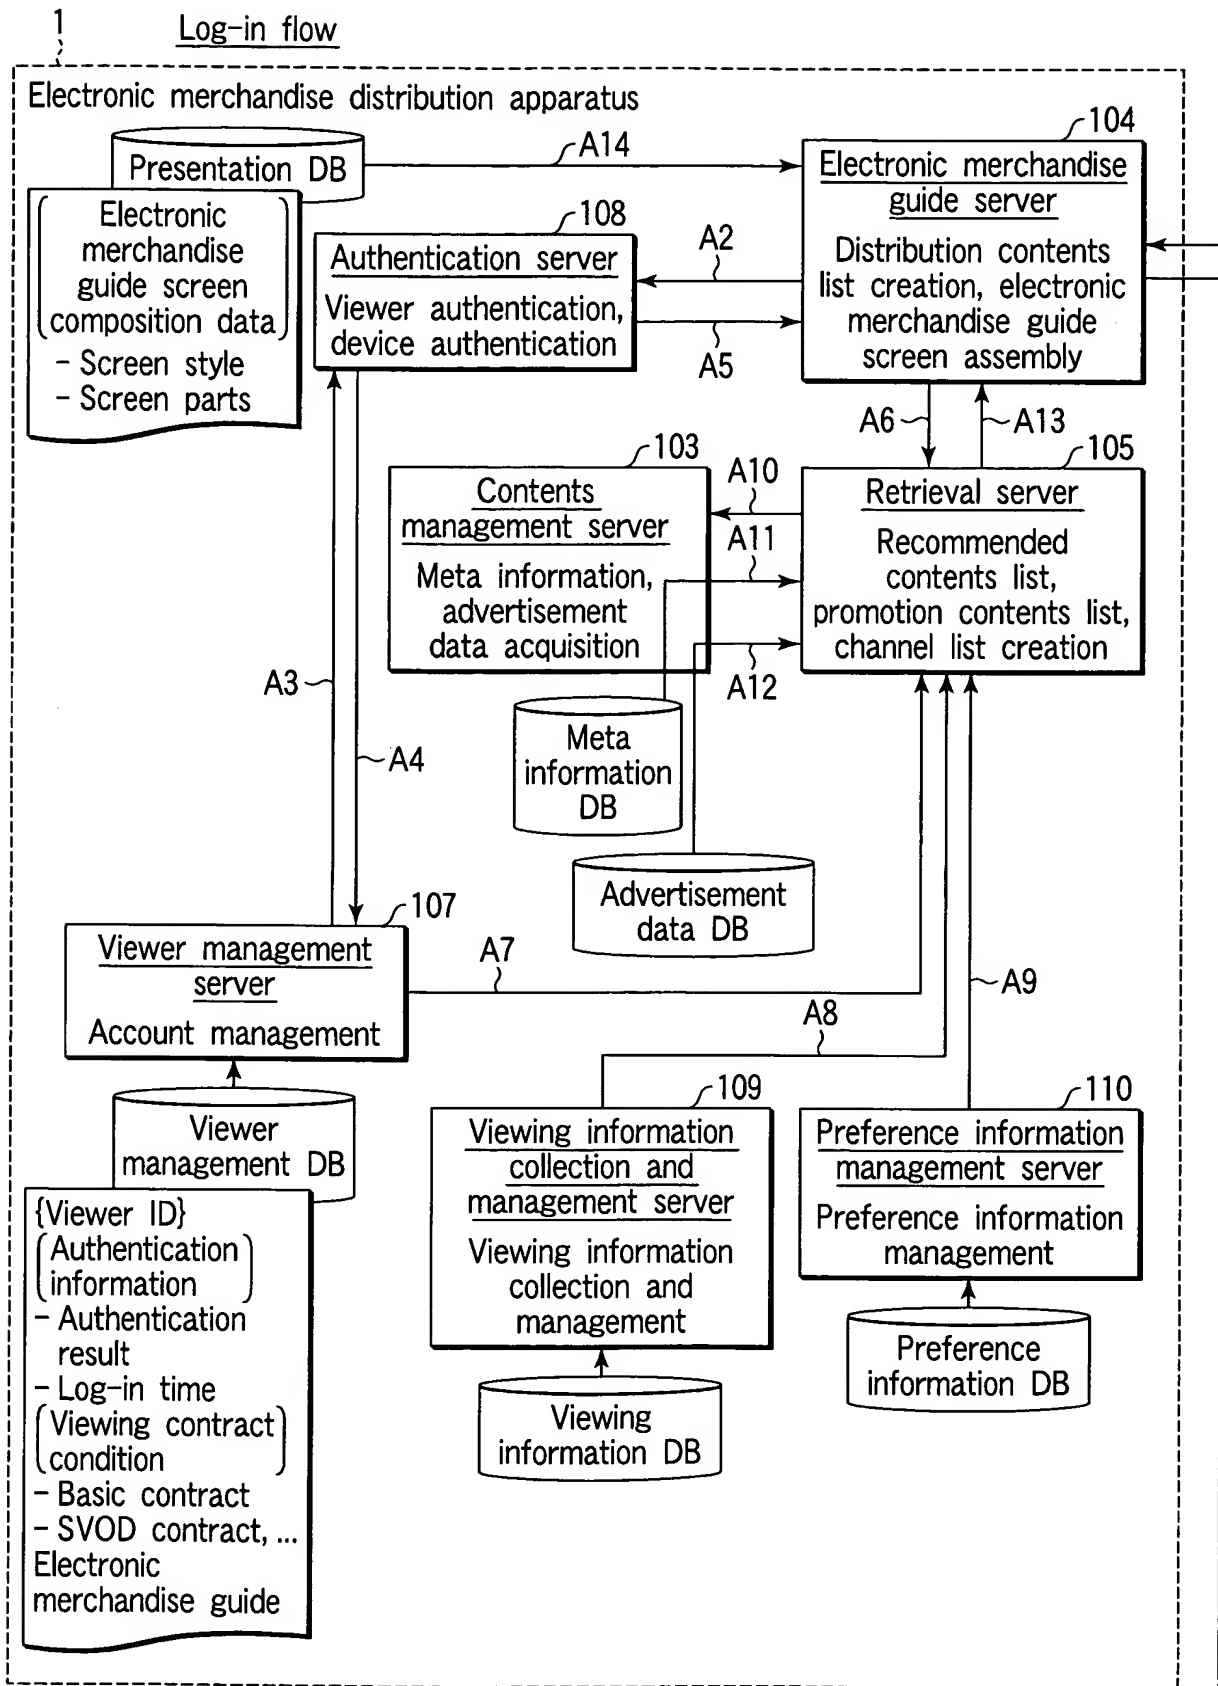 1
Log-in flow
Electronic merchandise distribution apparatus
Presentation DB
Electronic
merchandise
guide screen
composition data
- Screen style
- Screen parts
A14
104
Electronic merchandise
guide server
Distribution contents
list creation, electronic
merchandise guide
screen assembly
108
Authentication server
Viewer authentication,
device authentication
A2
A5
A6
A13
103
Contents
management server
Meta information,
advertisement
data acquisition
A10
A11
A12
105
Retrieval server
Recommended
contents list,
promotion contents list,
channel list creation
A3
A4
Meta
information
DB
Advertisement
data DB
107
Viewer management
server
Account management
A7
A8
A9
Viewer
management DB
{Viewer ID}
Authentication
information
- Authentication
result
- Log-in time
Viewing contract
condition
- Basic contract
- SVOD contract, ...
Electronic
merchandise guide
109
Viewing information
collection and
management server
Viewing information
collection and
management
Viewing
information DB
110
Preference information
management server
Preference information
management
Preference
information DB